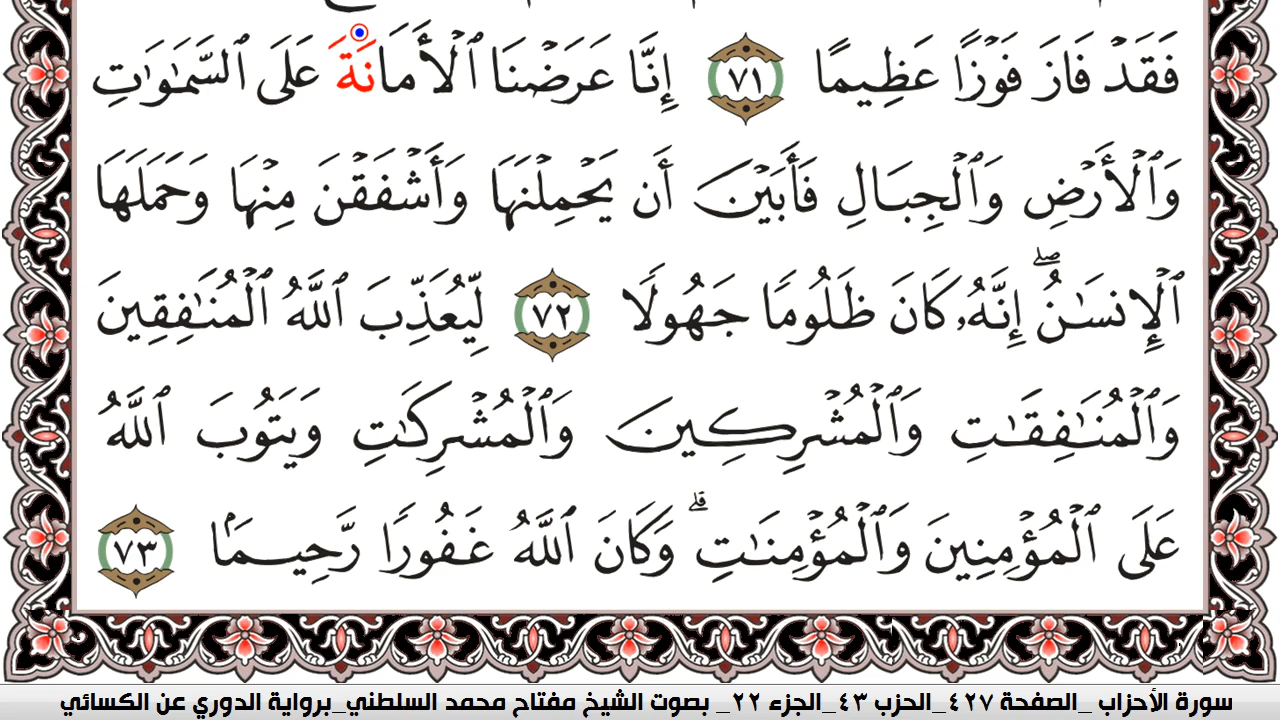 فَقَدْ فَازَ فَوْزًا عَظِيمًا ٧١ إِنَّا عَرَضْنَا ٱلْأَمَانَةَ عَلَى ٱلسَّمَٰوَٰتِ
وَٱلْأَرْضِ وَٱلْجِبَالِ فَأَبَيْنَ أَن يَحْمِلْنَهَا وَأَشْفَقْنَ مِنْهَا وَحَمَلَهَا
ٱلْإِنسَٰنُۖ إِنَّهُۥ كَانَ ظَلُومًا جَهُولًا ٧٢ لِّيُعَذِّبَ ٱللَّهُ ٱلْمُنَٰفِقِينَ
وَٱلْمُنَٰفِقَٰتِ وَٱلْمُشْرِكِينَ وَٱلْمُشْرِكَٰتِ وَيَتُوبَ ٱللَّهُ
عَلَى ٱلْمُؤْمِنِينَ وَٱلْمُؤْمِنَٰتِۗ وَكَانَ ٱللَّهُ غَفُورًا رَّحِيمَۢا ٧٣
سورة الأحزاب _الصفحة ٤٢٧_الحزب ٤٣_الجزء ٢٢_ بصوت الشيخ مفتاح محمد السلطني_برواية الدوري عن الكسائي